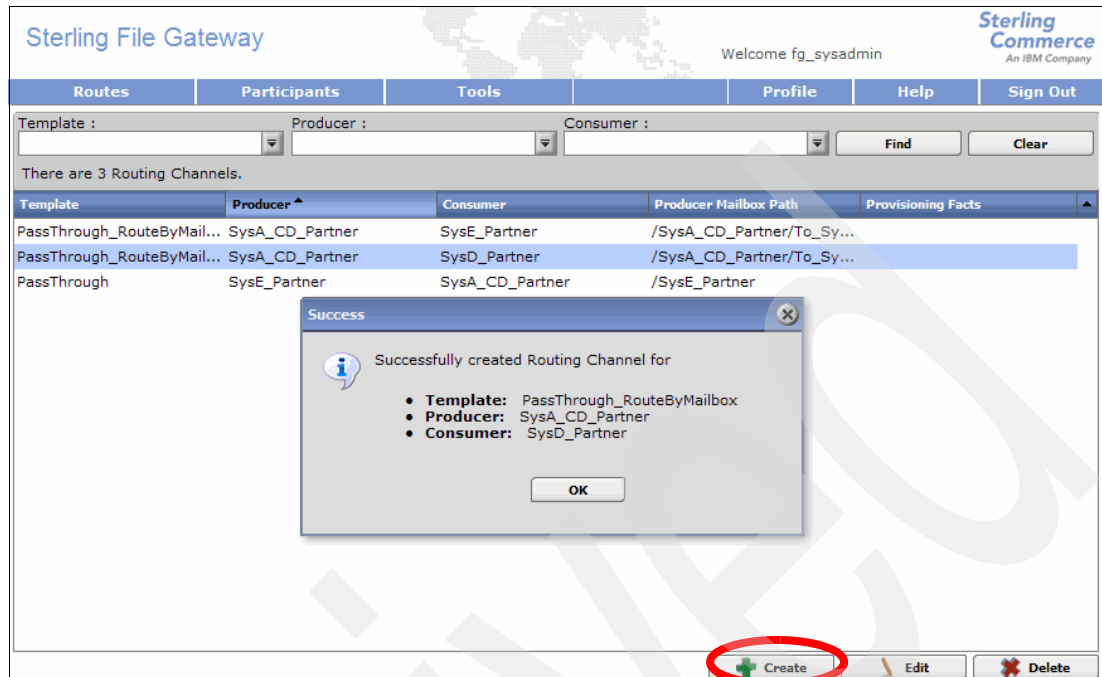 Sterling File Gateway
Welcome fg_sysadmin
Sterling
Commerce
An IBM Company
Routes Participants Tools Profile Help Sign Out
Template : Producer : Consumer :
Find Clear
There are 3 Routing Channels.
Template Producer Consumer Producer Mailbox Path Provisioning Facts
PassThrough_RouteByMail... SysA_CD_Partner SysE_Partner /SysA_CD_Partner/To_Sy...
PassThrough_RouteByMail... SysA_CD_Partner SysD_Partner /SysA_CD_Partner/To_Sy...
PassThrough SysE_Partner SysA_CD_Partner /SysE_Partner
Success
Successfully created Routing Channel for
• Template: PassThrough_RouteByMailbox
• Producer: SysA_CD_Partner
• Consumer: SysD_Partner
OK
Create Edit Delete